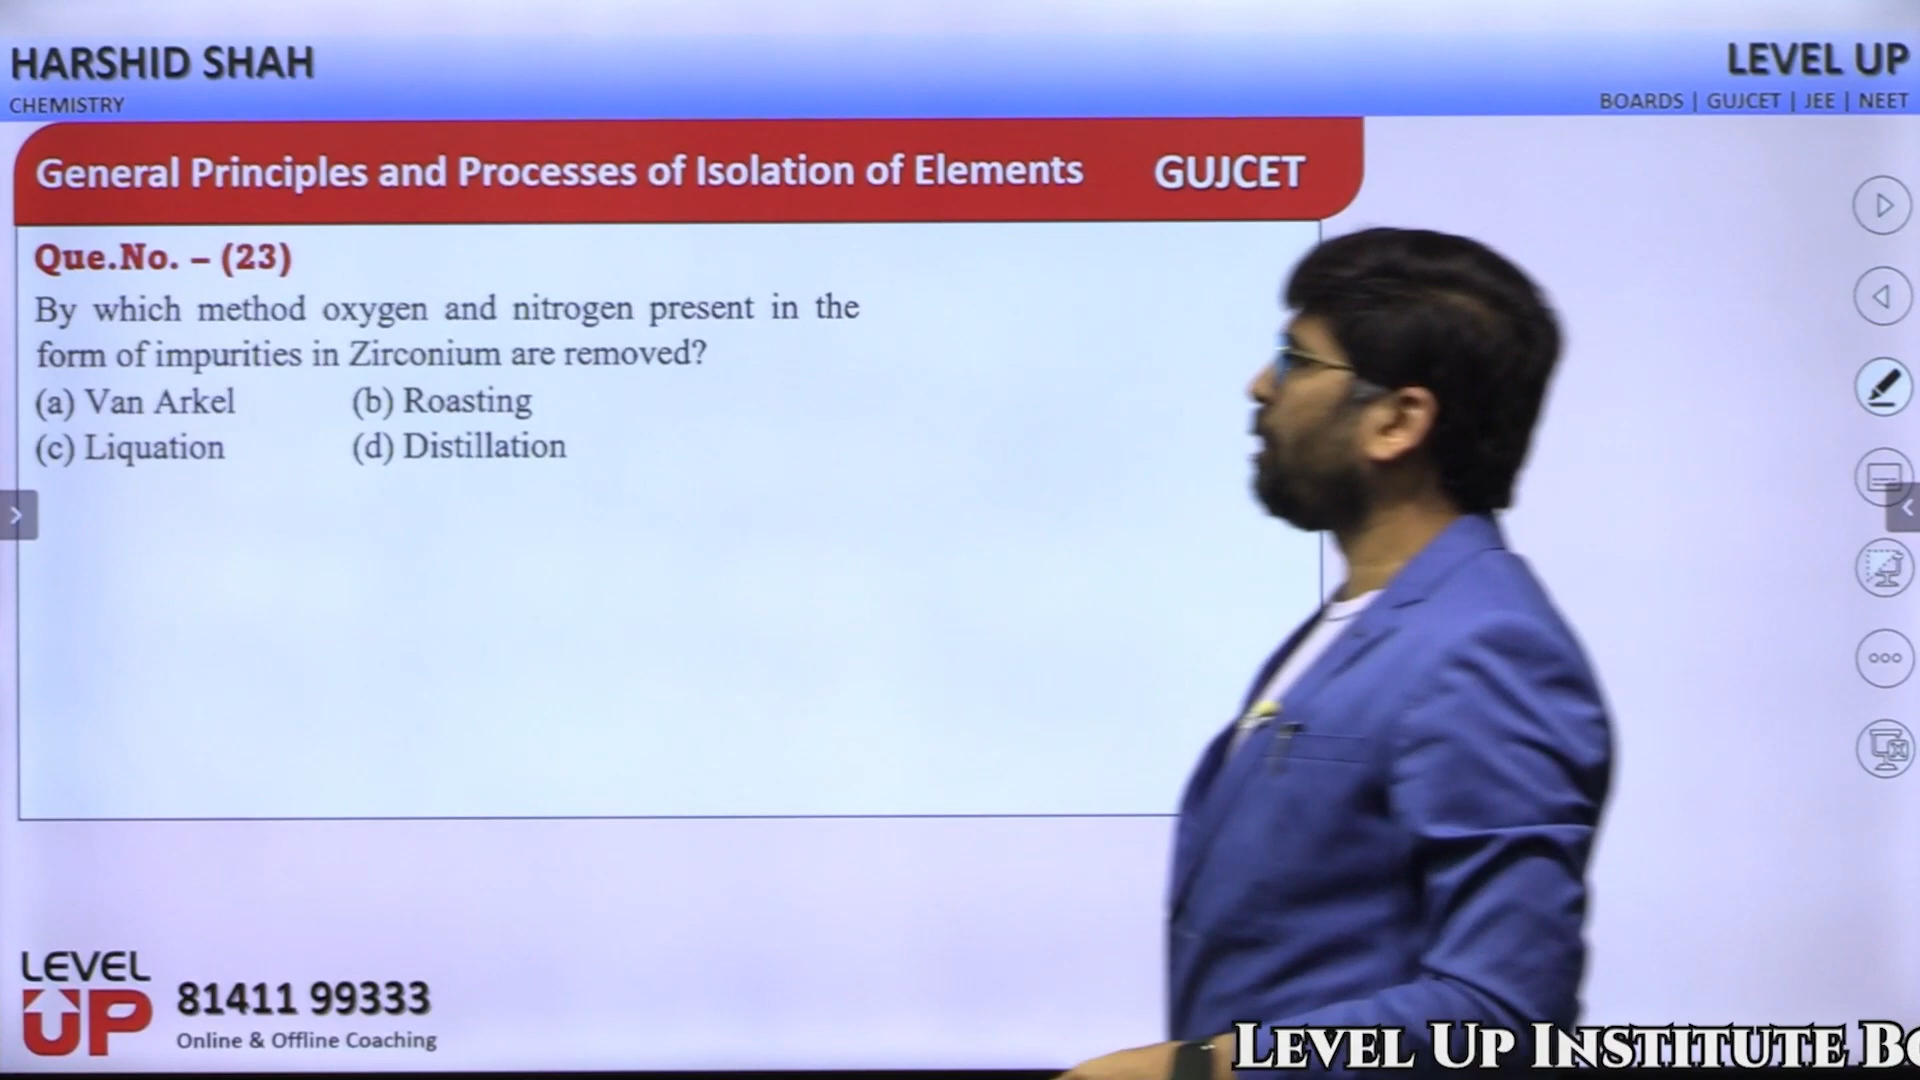 HARSHID SHAH
CHEMISTRY
LEVEL UP
BOARDS | GUJCET | JEE | NEET
General Principles and Processes of Isolation of Elements GUJCET
Que.No. – (23)
By which method oxygen and nitrogen present in the
form of impurities in Zirconium are removed?
(a) Van Arkel (b) Roasting
(c) Liquation (d) Distillation
LEVEL
UP
81411 99333
Online & Offline Coaching
LEVEL UP INSTITUTE